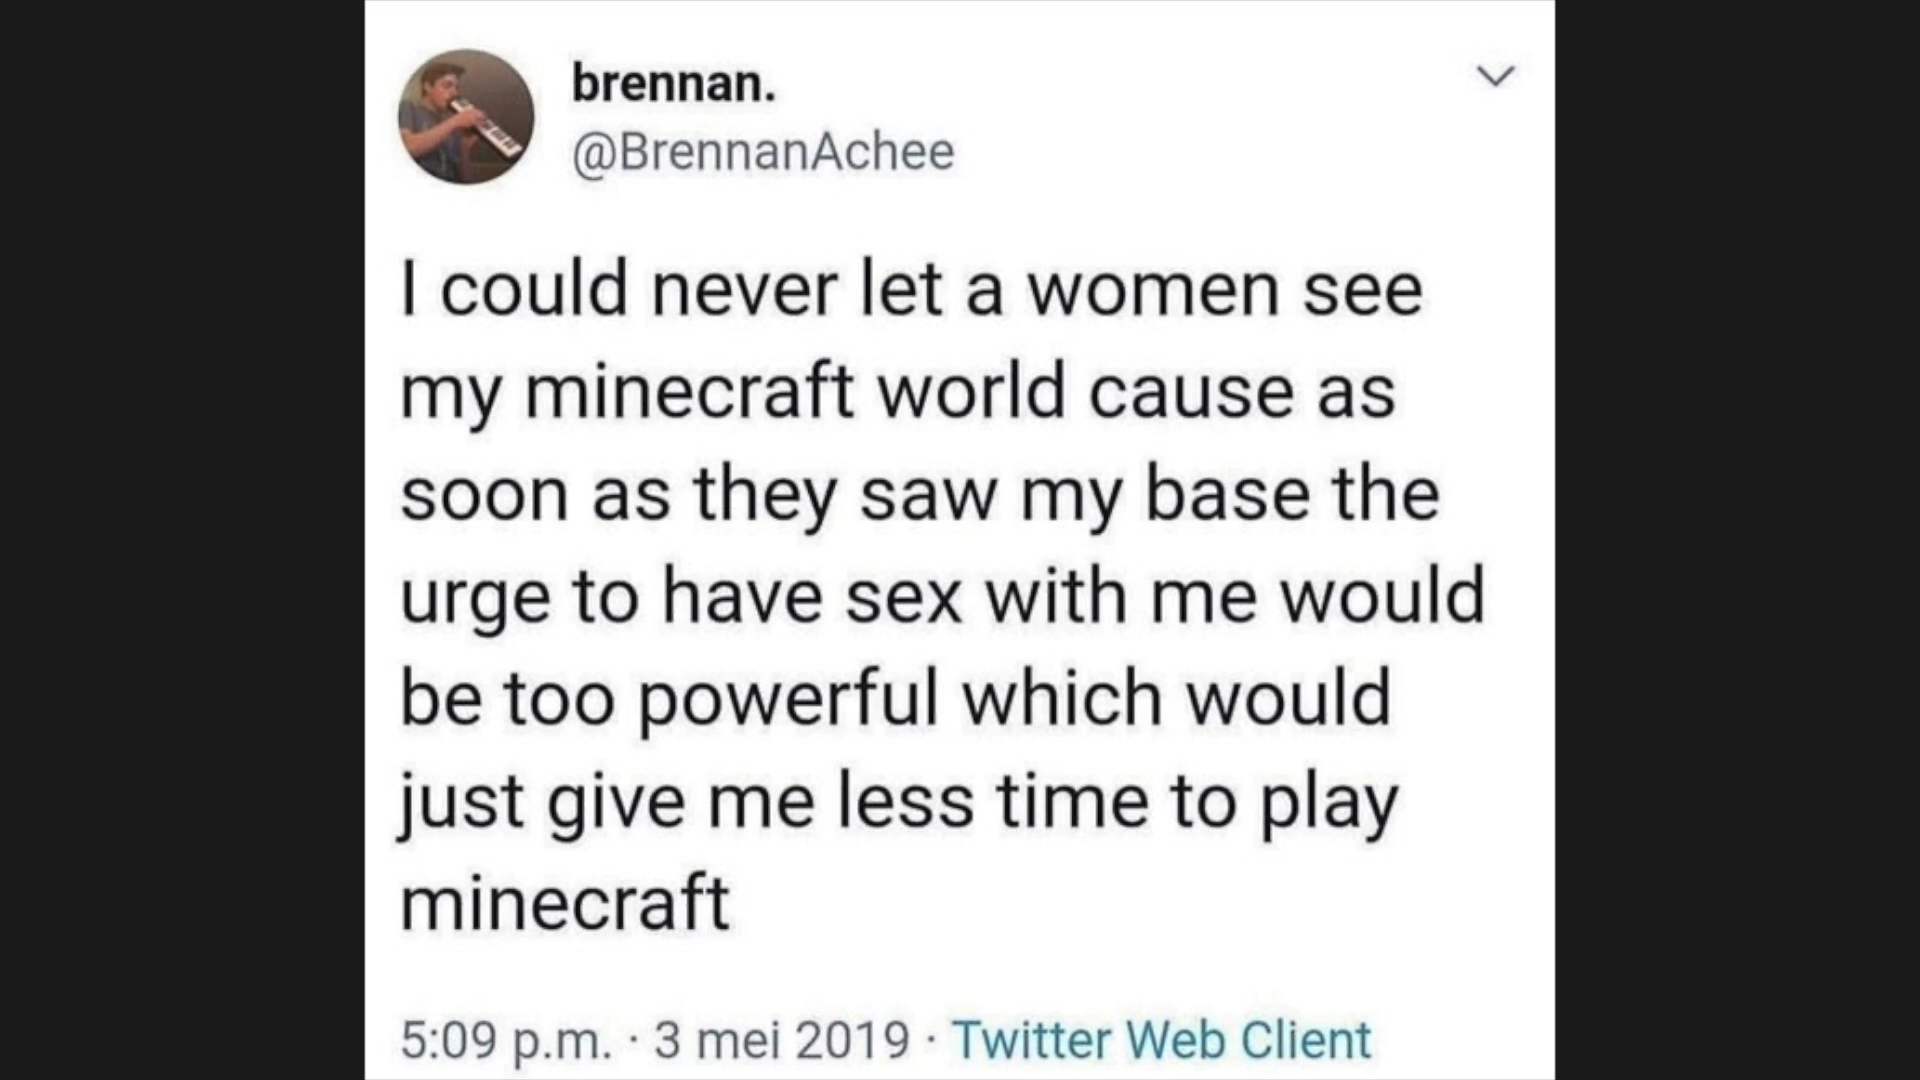 brennan.
@BrennanAchee
I could never let a women see
my minecraft world cause as
soon as they saw my base the
urge to have sex with me would
be too powerful which would
just give me less time to play
minecraft
5:09 p.m. · 3 mei 2019 · Twitter Web Client